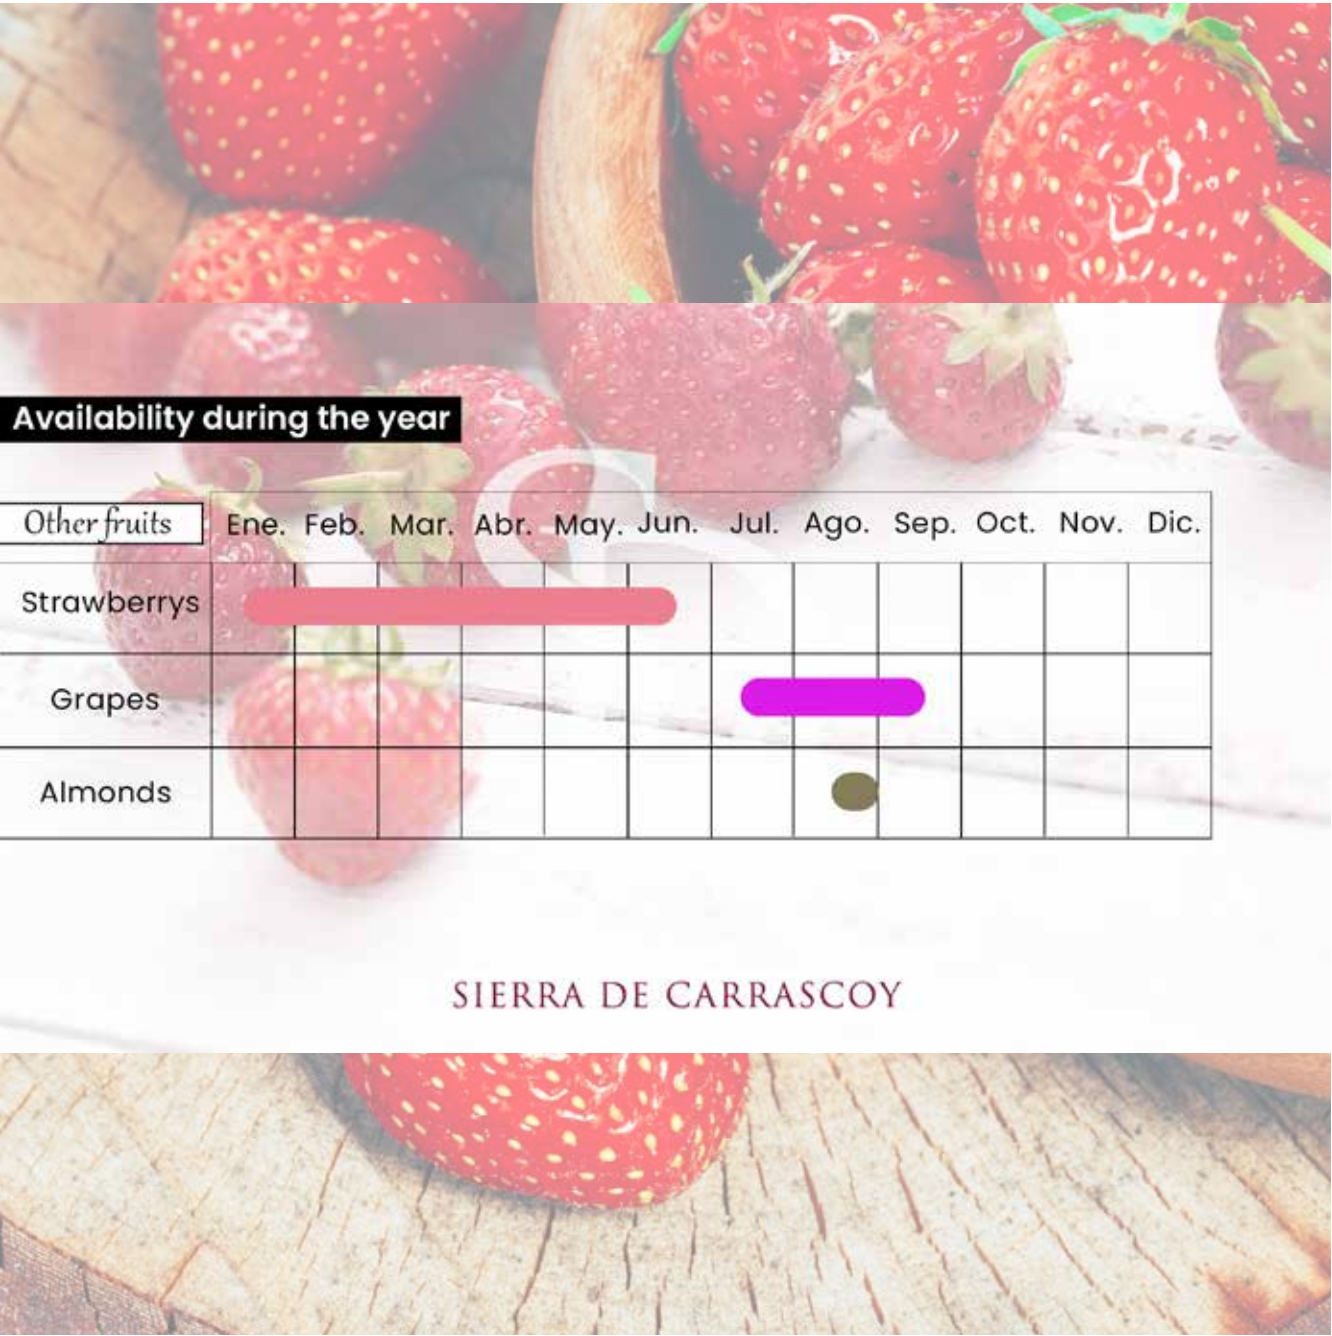 Availability during the year
Other fruits Ene. Feb. Mar. Abr. May. Jun. Jul. Ago. Sep. Oct. Nov. Dic.
Strawberrys
Grapes
Almonds
SIERRA DE CARRASCOY